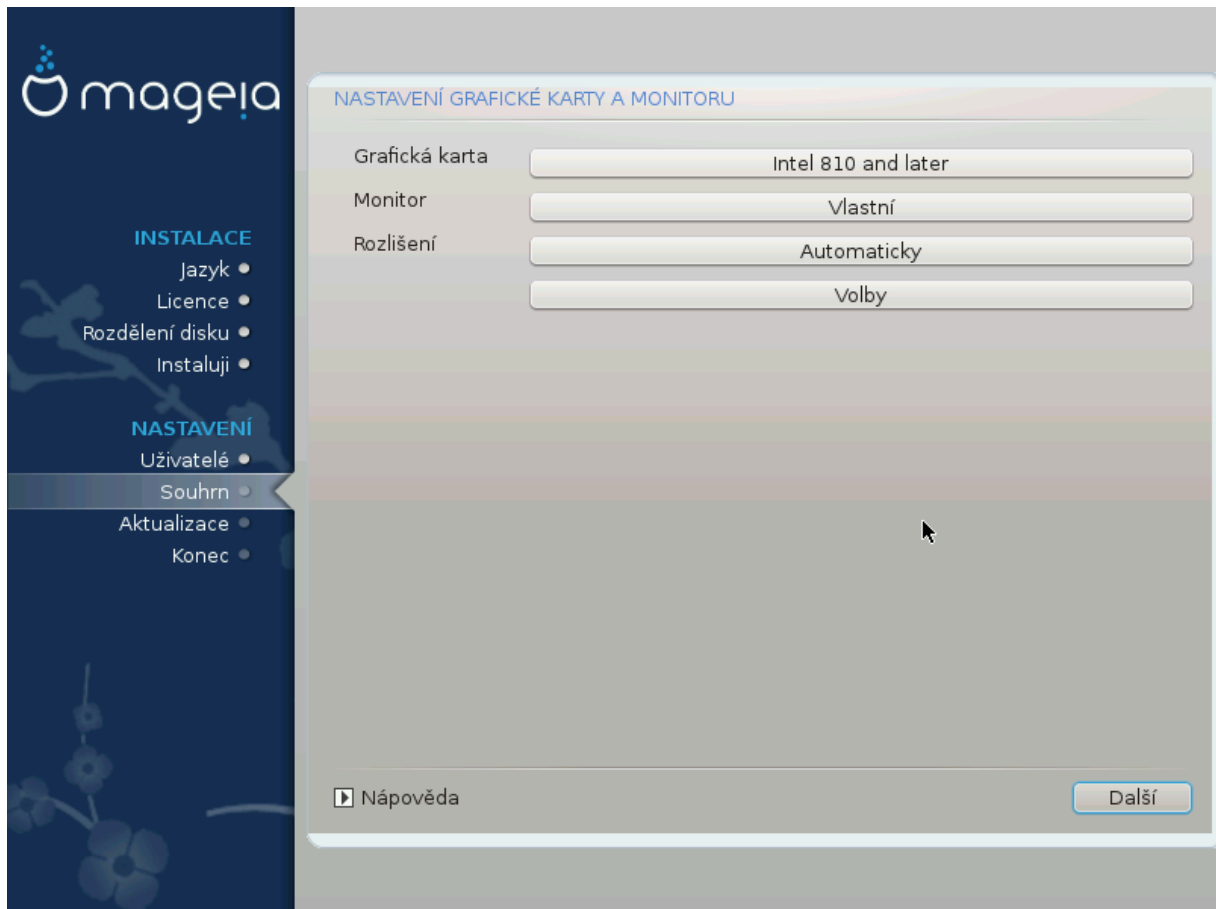 mageia
INSTALACE
Jazyk
Licence
Rozdělení disku
Instaluji
NASTAVENÍ
Uživatelé
Souhrn
Aktualizace
Konec
NASTAVENÍ GRAFICKÉ KARTY A MONITORU
Grafická karta Intel 810 and later
Monitor Vlastní
Rozlišení Automaticky
Volby
Nápověda Další